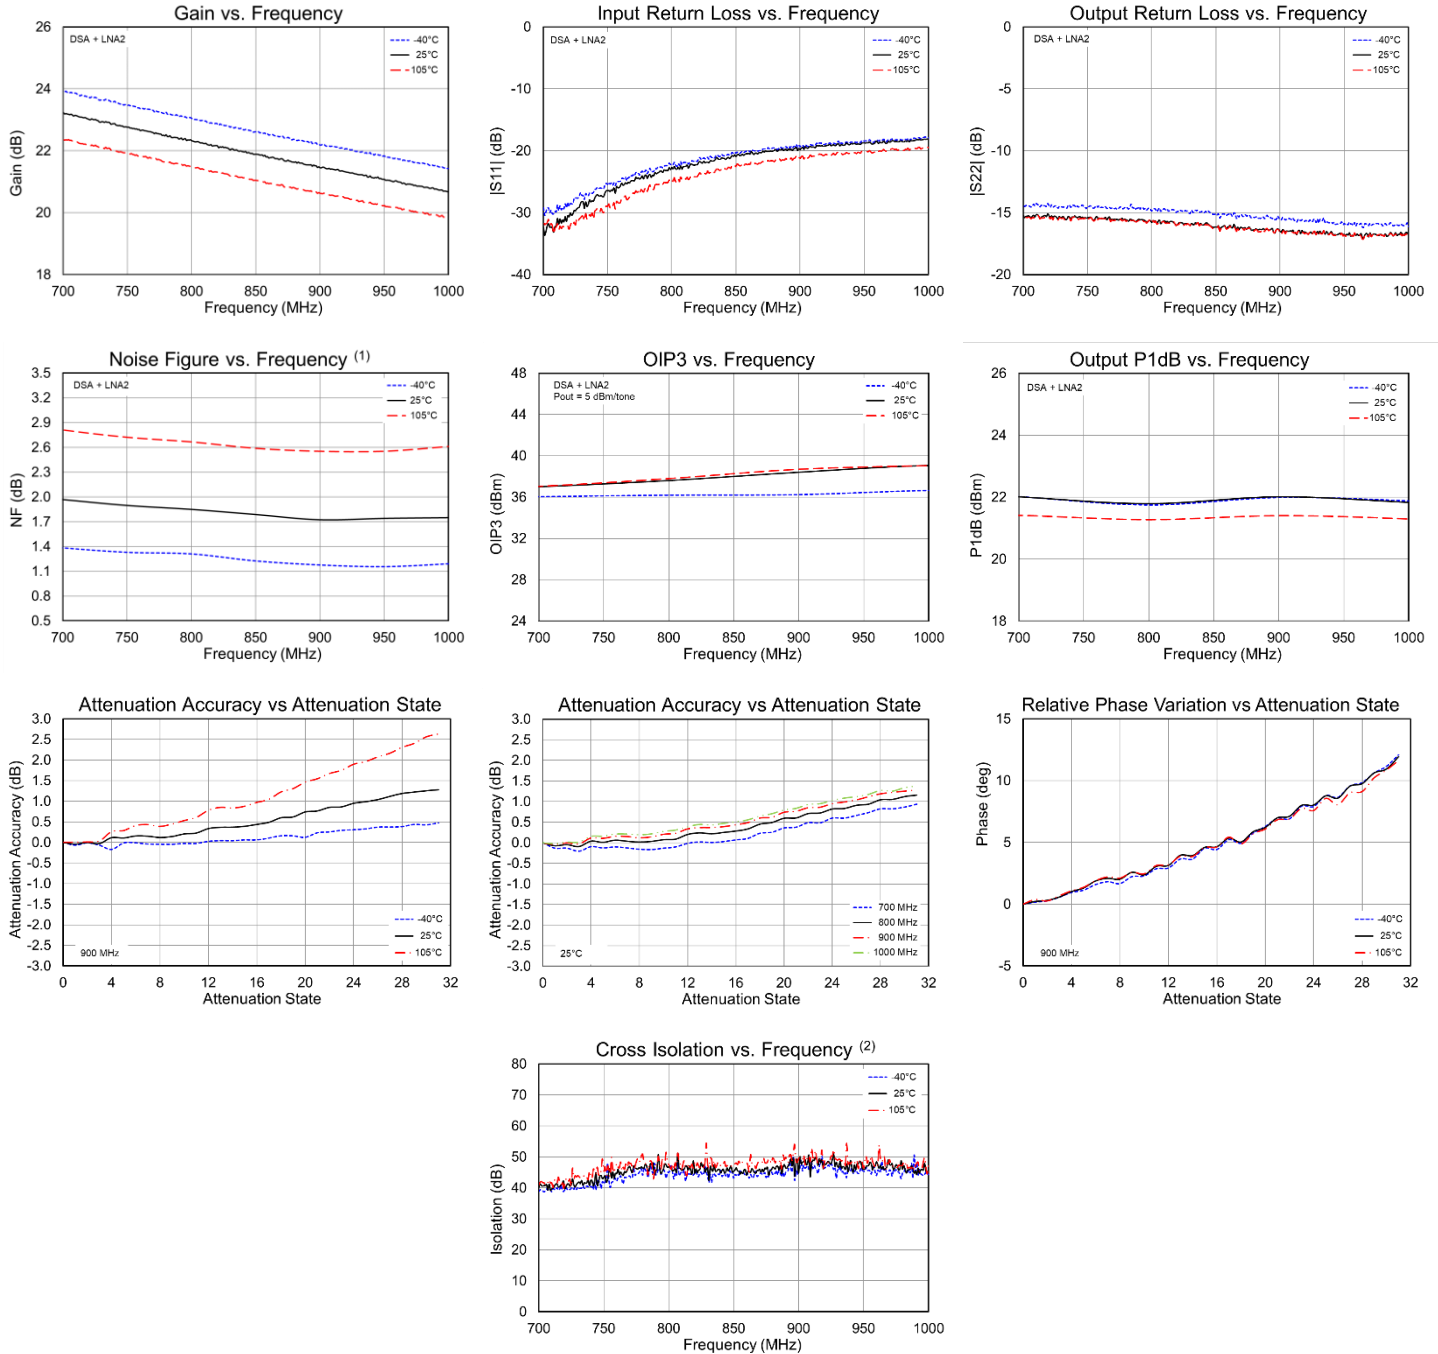 Gain vs. Frequency
26
24
22
20
18
Gain (dB)
DSA + LNA2
-40°C
25°C
105°C
700 750 800 850 900 950 1000
Frequency (MHz)
Input Return Loss vs. Frequency
0
-10
-20
-30
-40
|S11| (dB)
DSA + LNA2
-40°C
25°C
105°C
700 750 800 850 900 950 1000
Frequency (MHz)
Output Return Loss vs. Frequency
0
-5
-10
-15
-20
|S22| (dB)
DSA + LNA2
-40°C
25°C
105°C
700 750 800 850 900 950 1000
Frequency (MHz)
Noise Figure vs. Frequency (1)
3.5
3.2
2.9
2.6
2.3
2.0
1.7
1.4
1.1
0.8
0.5
NF (dB)
DSA + LNA2
-40°C
25°C
105°C
700 750 800 850 900 950 1000
Frequency (MHz)
OIP3 vs. Frequency
48
44
40
36
32
28
24
OIP3 (dBm)
DSA + LNA2
Pout = 5 dBm/tone
-40°C
25°C
105°C
700 750 800 850 900 950 1000
Frequency (MHz)
Output P1dB vs. Frequency
26
24
22
20
18
P1dB (dBm)
DSA + LNA2
-40°C
25°C
105°C
700 750 800 850 900 950 1000
Frequency (MHz)
Attenuation Accuracy vs Attenuation State
3.0
2.5
2.0
1.5
1.0
0.5
0.0
-0.5
-1.0
-1.5
-2.0
-2.5
-3.0
Attenuation Accuracy (dB)
-40°C
25°C
105°C
900 MHz
0 4 8 12 16 20 24 28 32
Attenuation State
Attenuation Accuracy vs Attenuation State
3.0
2.5
2.0
1.5
1.0
0.5
0.0
-0.5
-1.0
-1.5
-2.0
-2.5
-3.0
Attenuation Accuracy (dB)
700 MHz
800 MHz
900 MHz
1000 MHz
25°C
0 4 8 12 16 20 24 28 32
Attenuation State
Relative Phase Variation vs Attenuation State
15
10
5
0
-5
Phase (deg)
-40°C
25°C
105°C
900 MHz
0 4 8 12 16 20 24 28 32
Attenuation State
Cross Isolation vs. Frequency (2)
80
70
60
50
40
30
20
10
0
Isolation (dB)
-40°C
25°C
105°C
700 750 800 850 900 950 1000
Frequency (MHz)